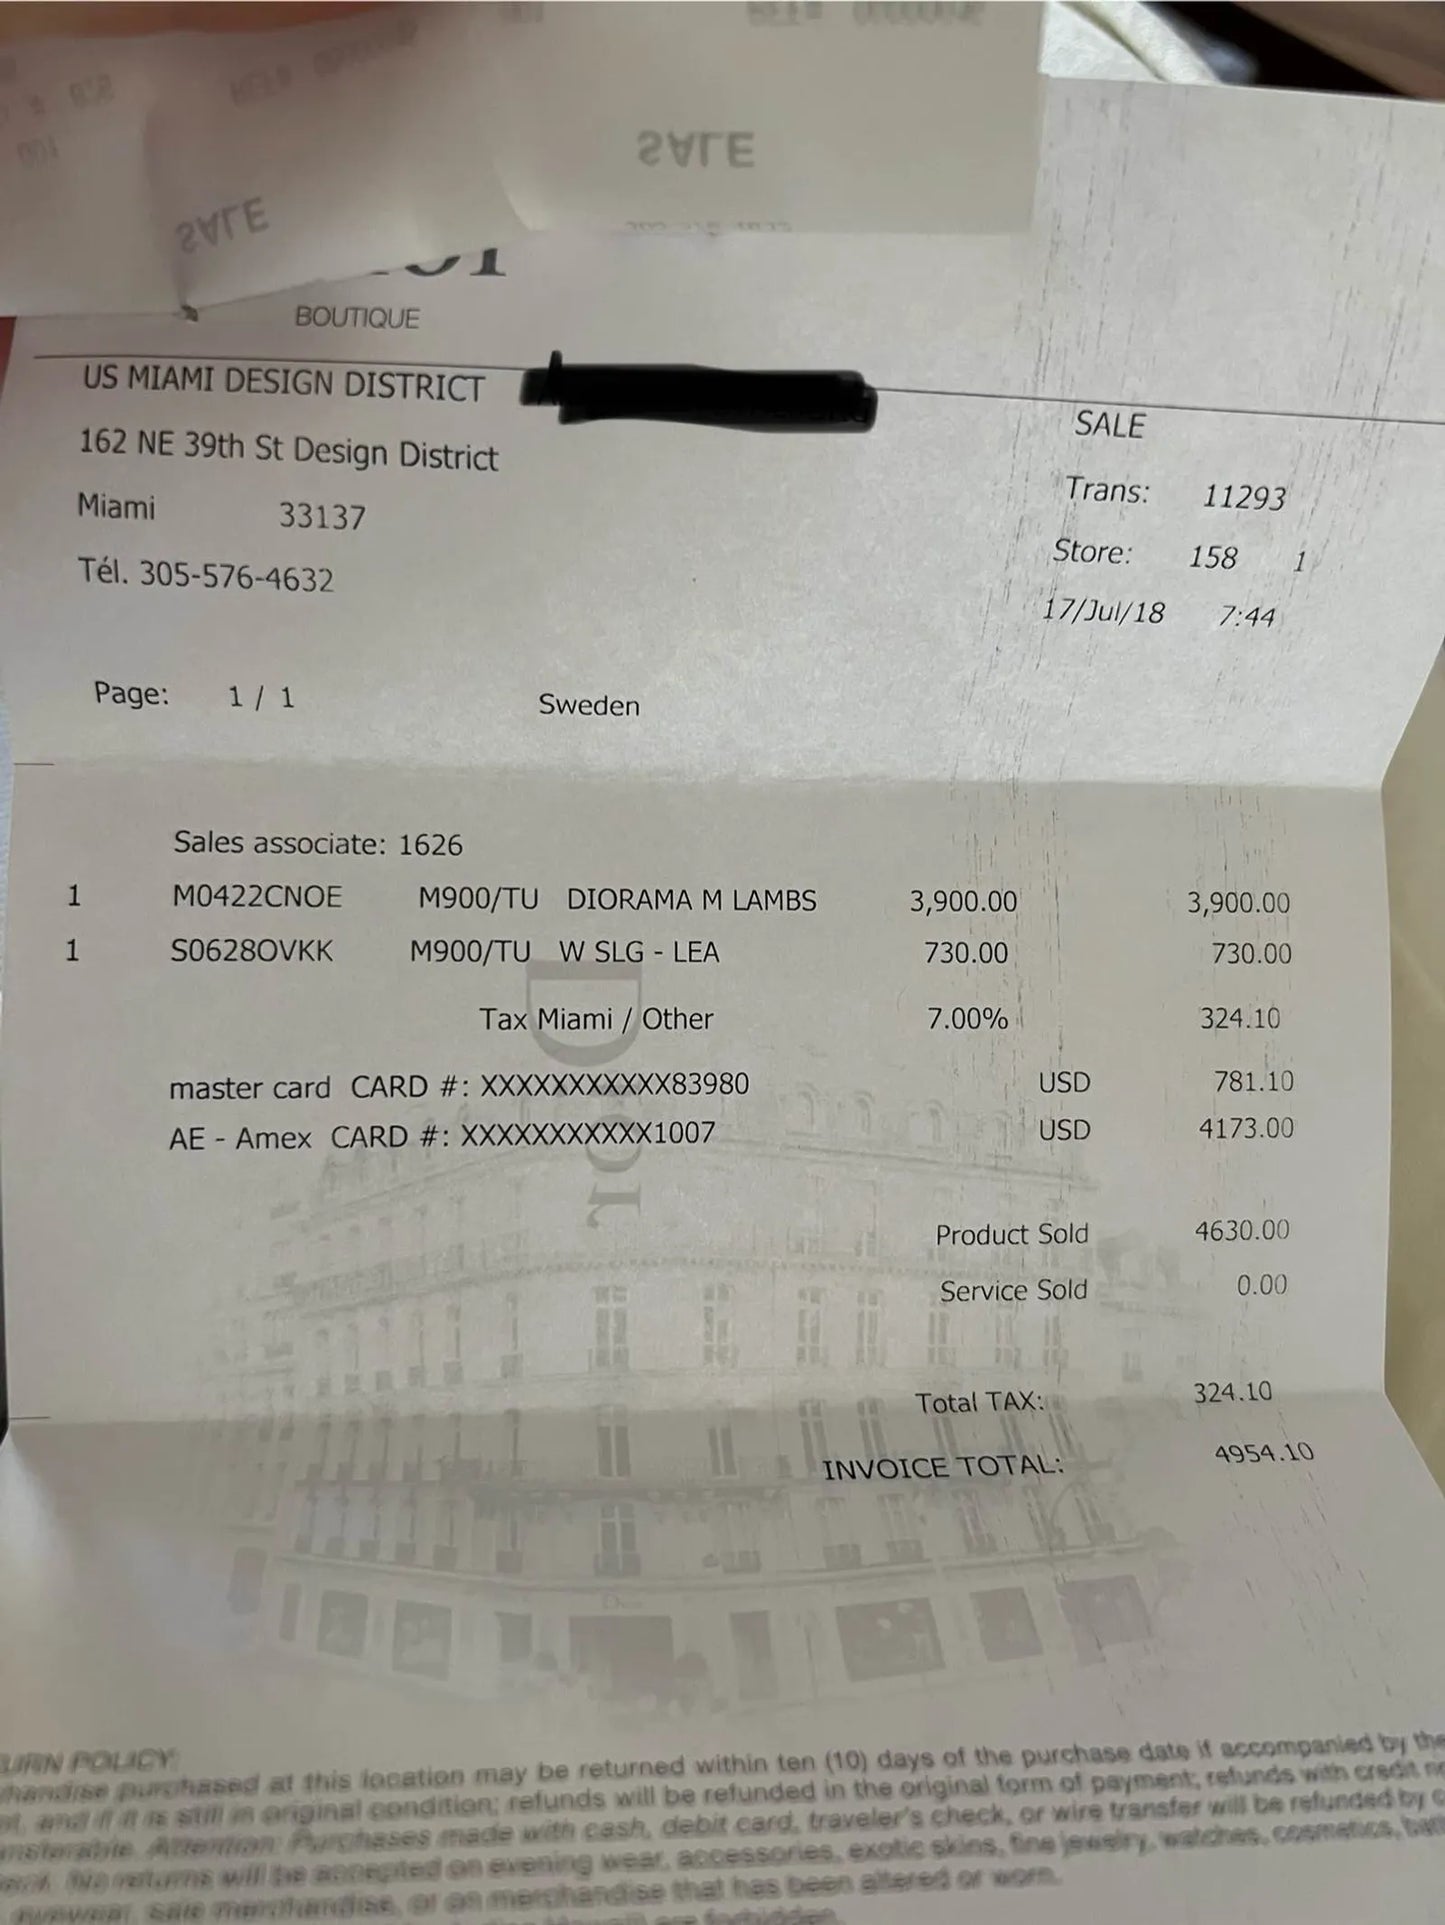 SALE
SALE
BOUTIQUE
US MIAMI DESIGN DISTRICT
162 NE 39th St Design District
Miami 33137
Tél. 305-576-4632
SALE
Trans: 11293
Store: 158 1
17/Jul/18 7:44
Page: 1 / 1 Sweden
Sales associate: 1626
1 M0422CNOE M900/TU DIORAMA M LAMBS 3,900.00 3,900.00
1 S0628OVKK M900/TU W SLG - LEA 730.00 730.00
Tax Miami / Other 7.00% 324.10
master card CARD #: XXXXXXXXXXX83980 USD 781.10
AE - Amex CARD #: XXXXXXXXXXX1007 USD 4173.00
Dior
Product Sold 4630.00
Service Sold 0.00
Total TAX: 324.10
INVOICE TOTAL: 4954.10
URN POLICY:
handise purchased at this location may be returned within ten (10) days of the purchase date if accompanied by the
and if it is still in original condition; refunds will be refunded in the original form of payment; refunds with credit
Attention: Purchases made with cash, debit card, traveler's check, or wire transfer will be refunded by
No returns will be accepted on evening wear, accessories, exotic skins, fine jewelry, watches, cosmetics,
sale merchandise, or on merchandise that has been altered or worn.
are forbidden.